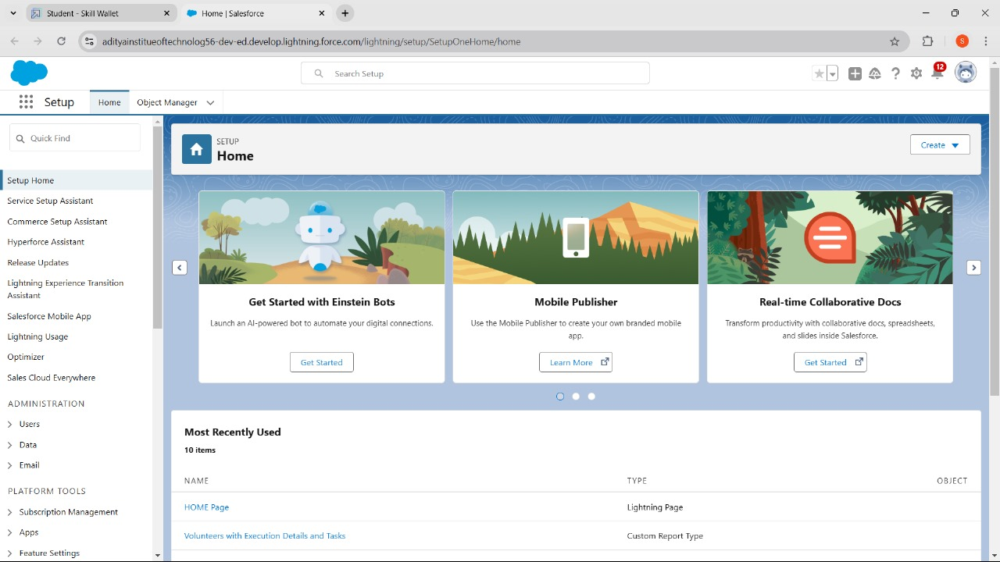 Student - Skill Wallet
Home | Salesforce
adityainstitueoftechnolog56-dev-ed.develop.lightning.force.com/lightning/setup/SetupOneHome/home
S
Search Setup
12
Setup
Home
Object Manager
Quick Find
Setup Home
Service Setup Assistant
Commerce Setup Assistant
Hyperforce Assistant
Release Updates
Lightning Experience Transition
Assistant
Salesforce Mobile App
Lightning Usage
Optimizer
Sales Cloud Everywhere
ADMINISTRATION
Users
Data
Email
PLATFORM TOOLS
Subscription Management
Apps
Feature Settings
SETUP
Home
Create
Get Started with Einstein Bots
Launch an AI-powered bot to automate your digital connections.
Get Started
Mobile Publisher
Use the Mobile Publisher to create your own branded mobile
app.
Learn More
Real-time Collaborative Docs
Transform productivity with collaborative docs, spreadsheets,
and slides inside Salesforce.
Get Started
Most Recently Used
10 items
NAME TYPE OBJECT
HOME Page Lightning Page
Volunteers with Execution Details and Tasks Custom Report Type